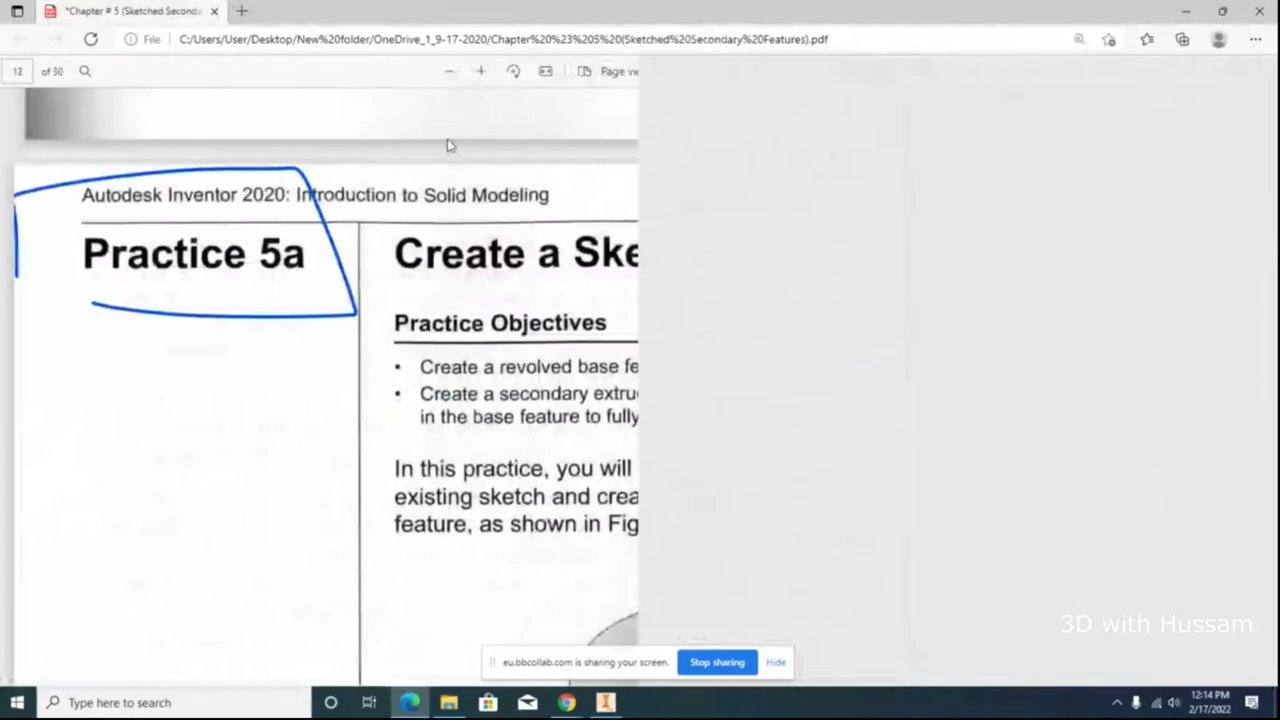 *Chapter # 5 (Sketched Seconda
File C:/Users/User/Desktop/New%20folder/OneDrive_1_9-17-2020/Chapter%20%23%205%20(Sketched%20Secondary%20Features).pdf
12 of 30 Page vie
Autodesk Inventor 2020: Introduction to Solid Modeling
Practice 5a
Create a Ske
Practice Objectives
• Create a revolved base fe
• Create a secondary extru
in the base feature to fully
In this practice, you will
existing sketch and crea
feature, as shown in Fig
3D with Hussam
eu.bbcollab.com is sharing your screen. Stop sharing Hide
Type here to search
12:14 PM
2/17/2022